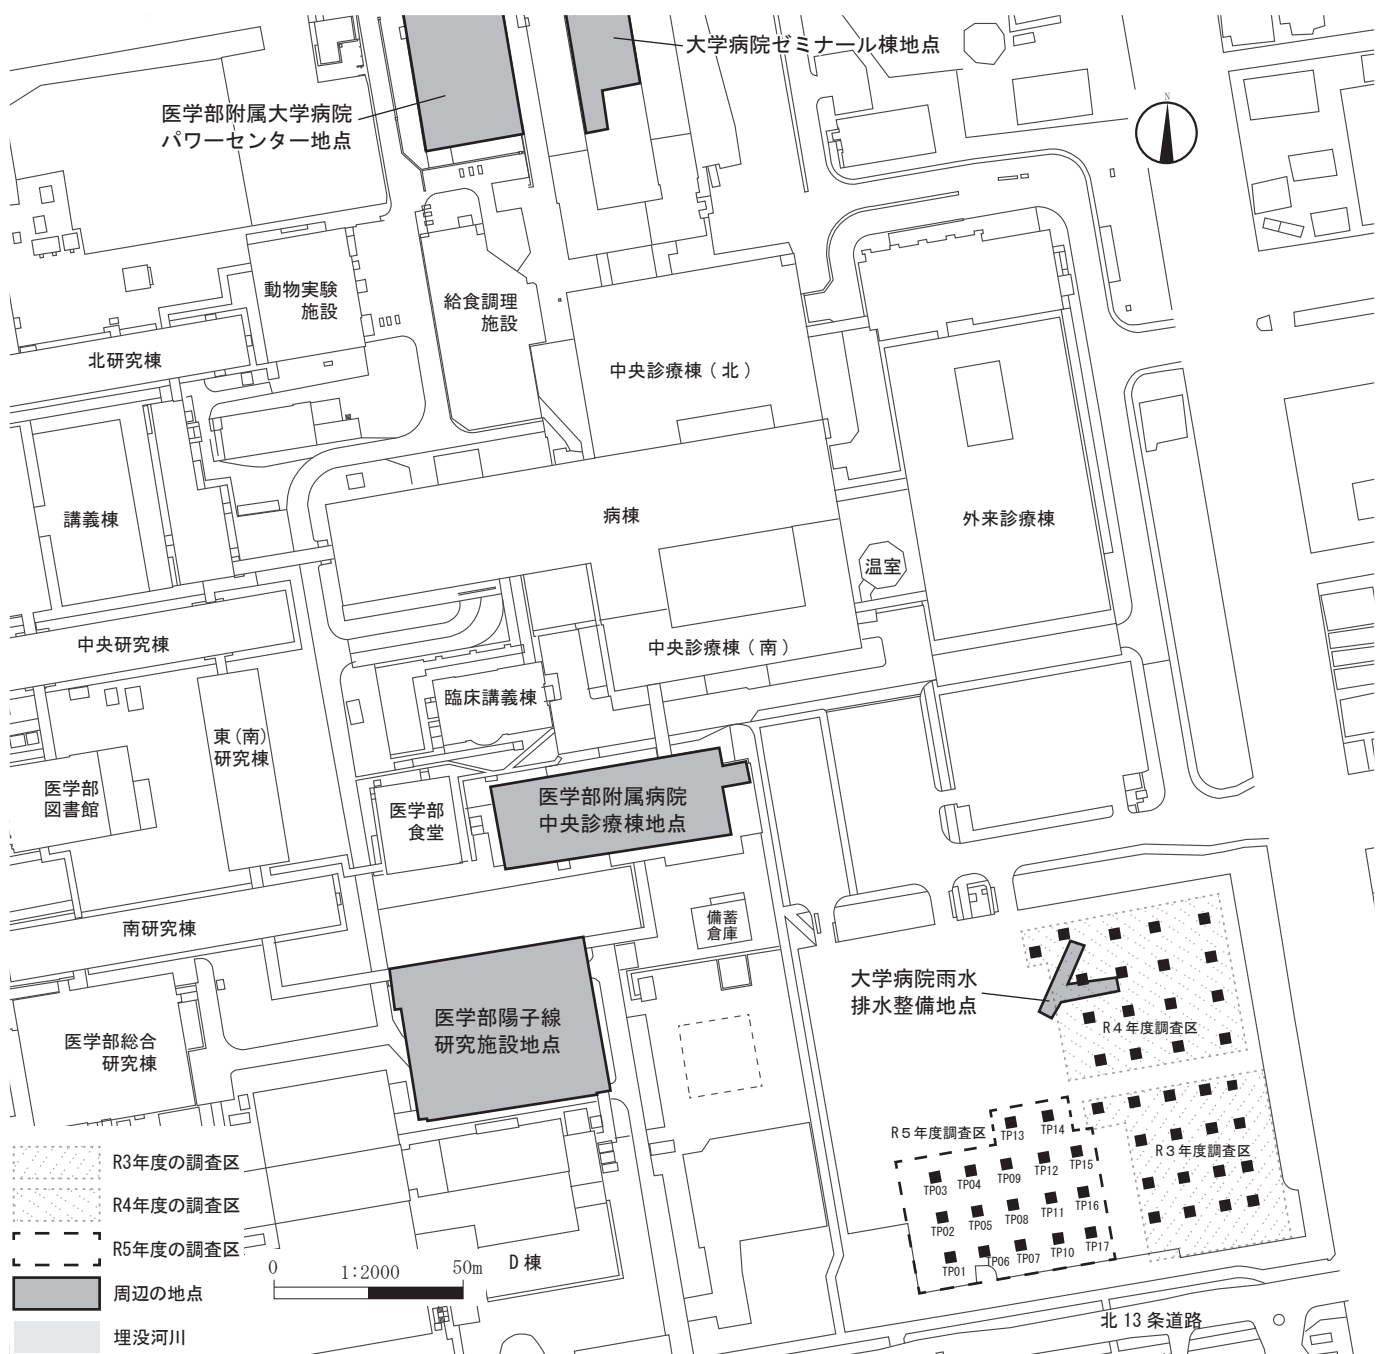 大学病院ゼミナール棟地点
医学部附属大学病院
パワーセンター地点
N
動物実験
施設
給食調理
施設
北研究棟
中央診療棟（北）
講義棟
病棟
外来診療棟
温室
中央研究棟
中央診療棟（南）
臨床講義棟
東（南）
研究棟
医学部
図書館
医学部
食堂
医学部附属病院
中央診療棟地点
南研究棟
備蓄
倉庫
大学病院雨水
排水整備地点
医学部陽子線
研究施設地点
R４年度調査区
医学部総合
研究棟
R５年度調査区
TP13
TP14
R３年度調査区
TP03
TP04
TP09
TP12
TP15
TP02
TP05
TP08
TP11
TP16
TP01
TP06
TP07
TP10
TP17
R3年度の調査区
R4年度の調査区
R5年度の調査区
周辺の地点
埋没河川
0
1:2000
50m
D棟
北13条道路